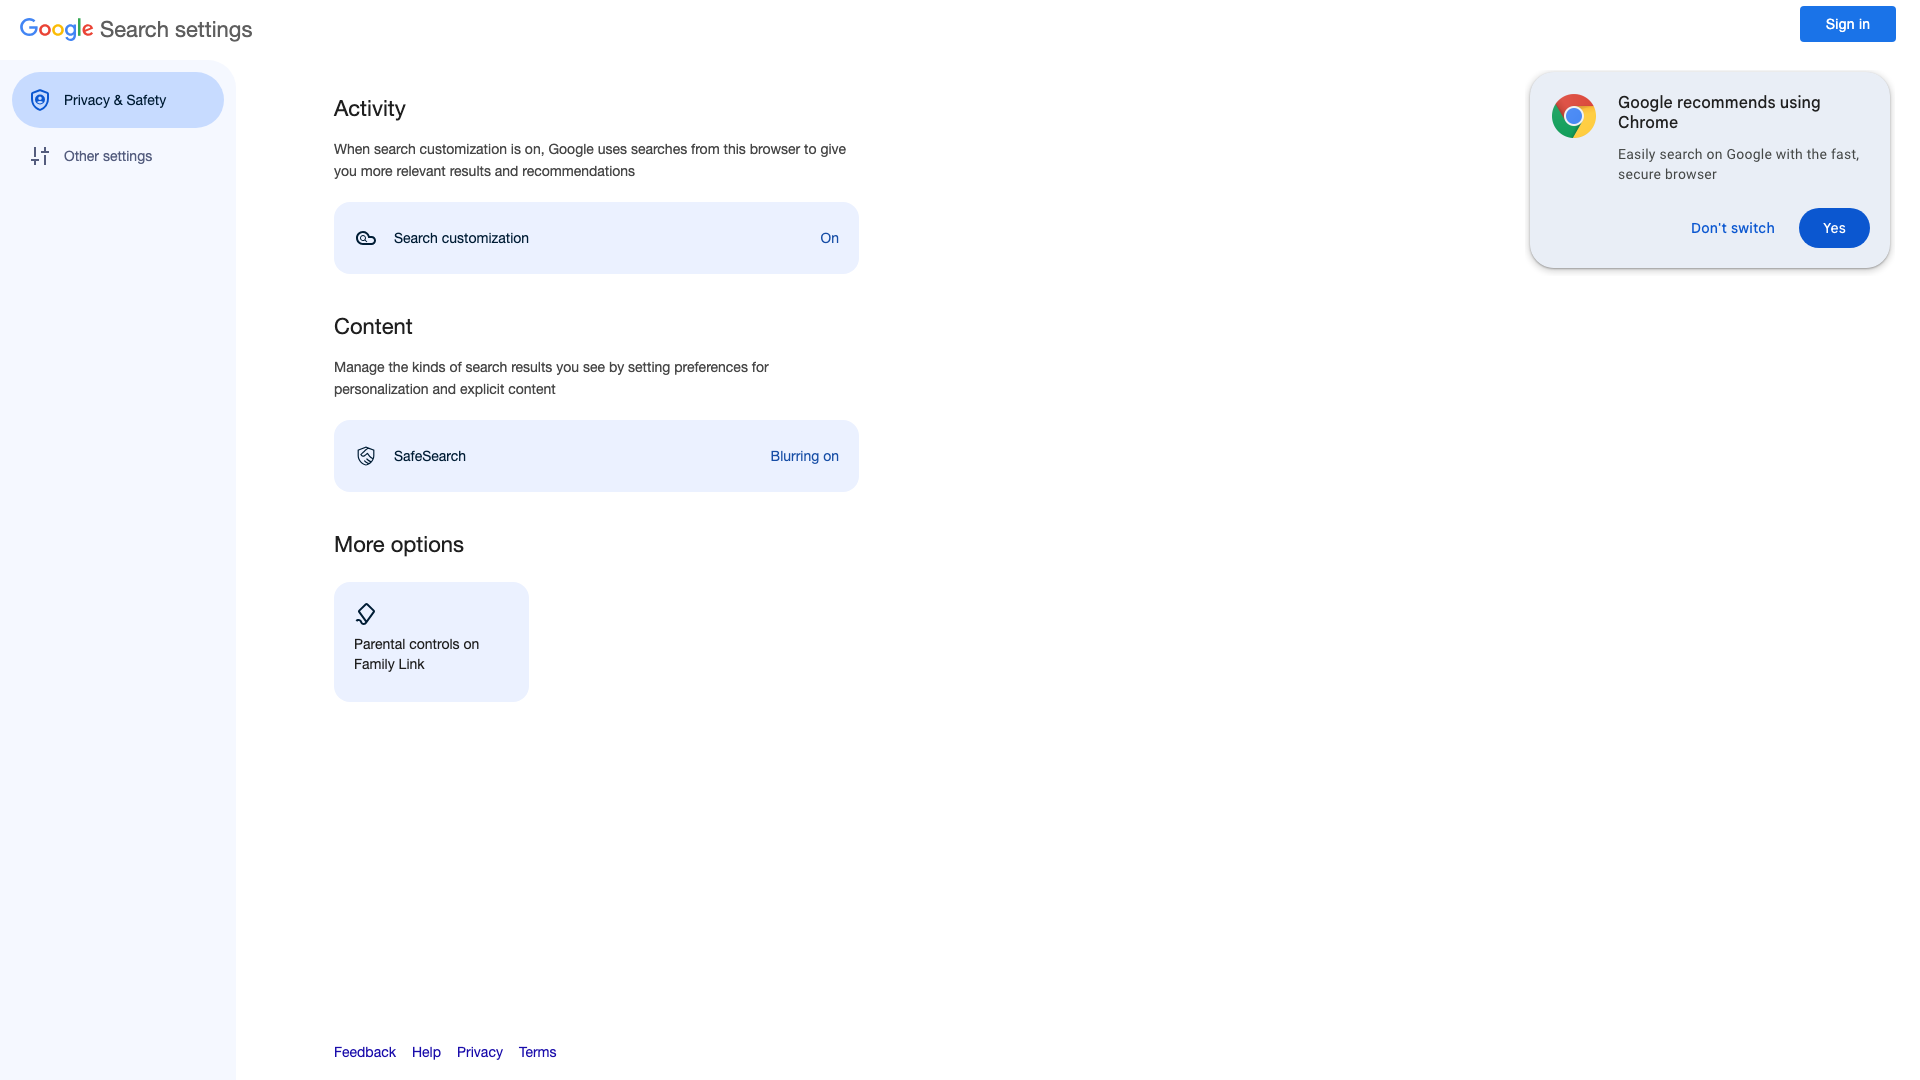 Google Search settings
Sign in
Privacy & Safety
Other settings
Activity
When search customization is on, Google uses searches from this browser to give
you more relevant results and recommendations
Search customization On
Content
Manage the kinds of search results you see by setting preferences for
personalization and explicit content
SafeSearch Blurring on
More options
Parental controls on
Family Link
Google recommends using
Chrome
Easily search on Google with the fast,
secure browser
Don't switch Yes
Feedback Help Privacy Terms